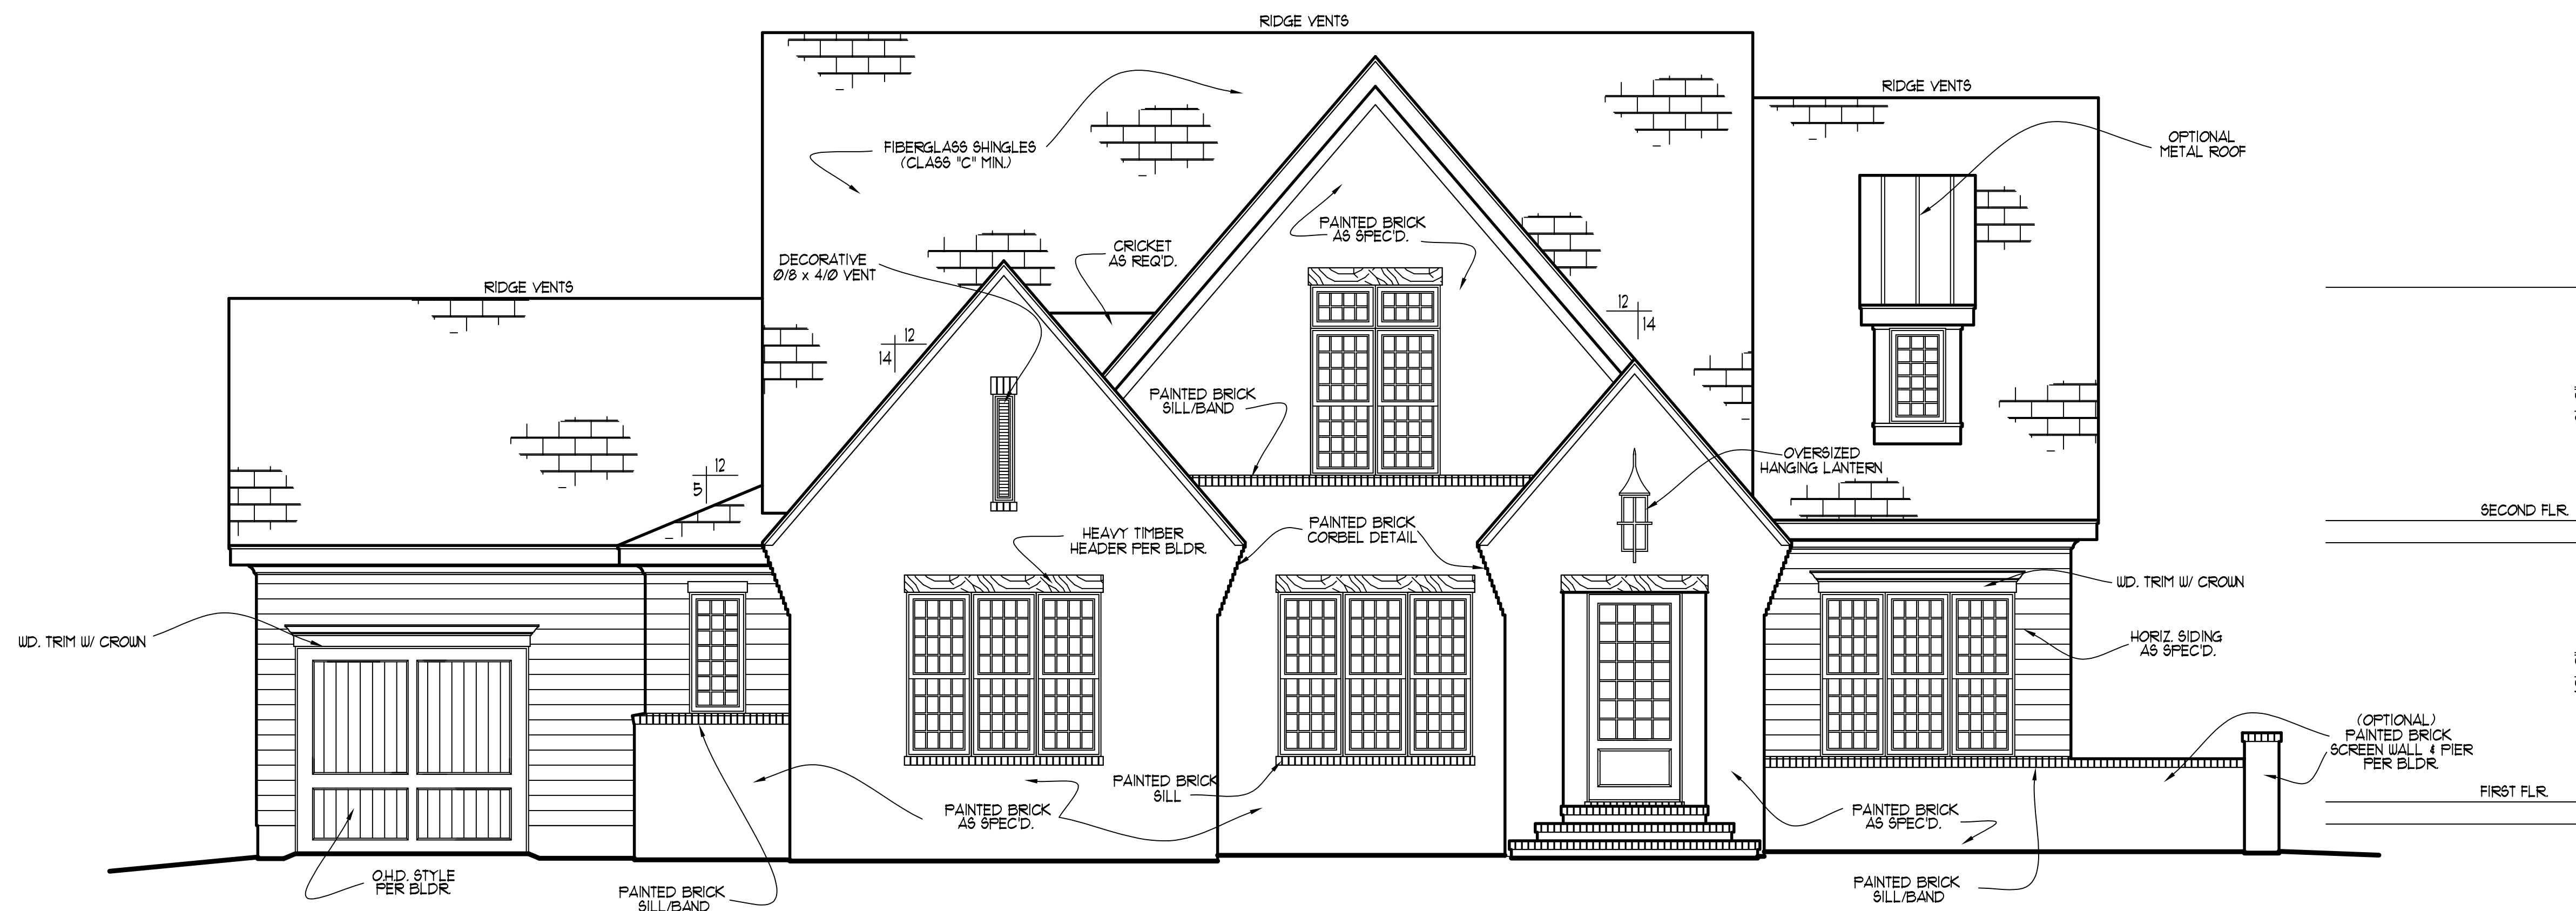 RIDGE VENTS
RIDGE VENTS
OPTIONAL
METAL ROOF
FIBERGLASS SHINGLES
(CLASS "C" MIN.)
PAINTED BRICK
AS SPEC'D.
CRICKET
AS REQ'D.
DECORATIVE
Ø/8 x 4/Ø VENT
RIDGE VENTS
12
14
12
14
PAINTED BRICK
SILL/BAND
12
5
OVERSIZED
HANGING LANTERN
SECOND FLR.
HEAVY TIMBER
HEADER PER BLDR.
PAINTED BRICK
CORBEL DETAIL
WD. TRIM W/ CROWN
WD. TRIM W/ CROWN
HORIZ. SIDING
AS SPEC'D.
(OPTIONAL)
PAINTED BRICK
SCREEN WALL & PIER
PER BLDR.
PAINTED BRICK
SILL
FIRST FLR.
PAINTED BRICK
AS SPEC'D.
PAINTED BRICK
AS SPEC'D.
O.H.D. STYLE
PER BLDR.
PAINTED BRICK
SILL/BAND
PAINTED BRICK
SILL/BAND